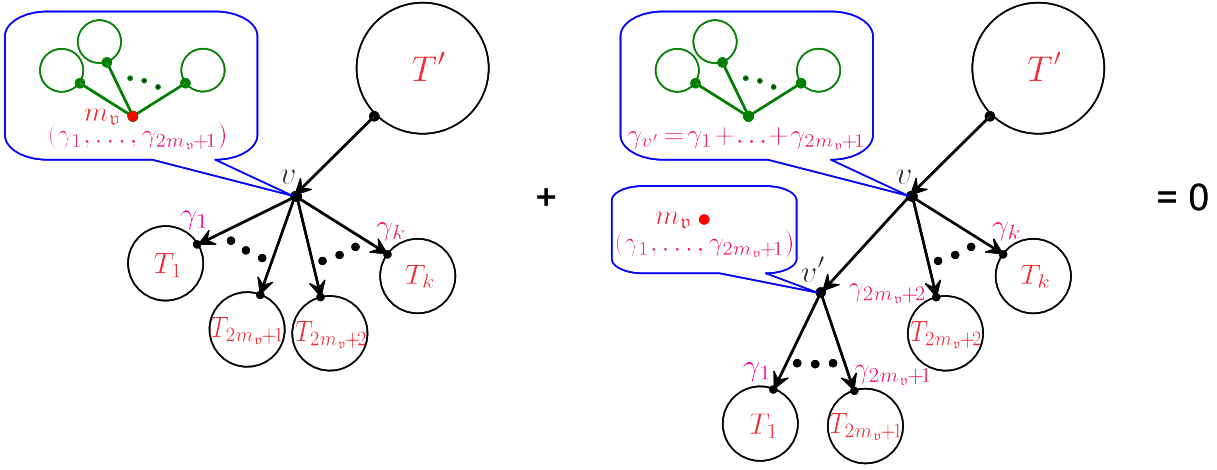 T′
m_𝔳
(γ_1, . . . , γ_{2m_𝔳+1})
v
γ_1
γ_k
T_1
T_k
T_{2m_𝔳+1}
T_{2m_𝔳+2}
+
T′
γ_{v′} = γ_1 + . . . + γ_{2m_𝔳+1}
v
m_𝔳
(γ_1, . . . , γ_{2m_𝔳+1})
γ_k
v′
T_k
γ_{2m_𝔳+2}
T_{2m_𝔳+2}
γ_1
γ_{2m_𝔳+1}
T_1
T_{2m_𝔳+1}
= 0